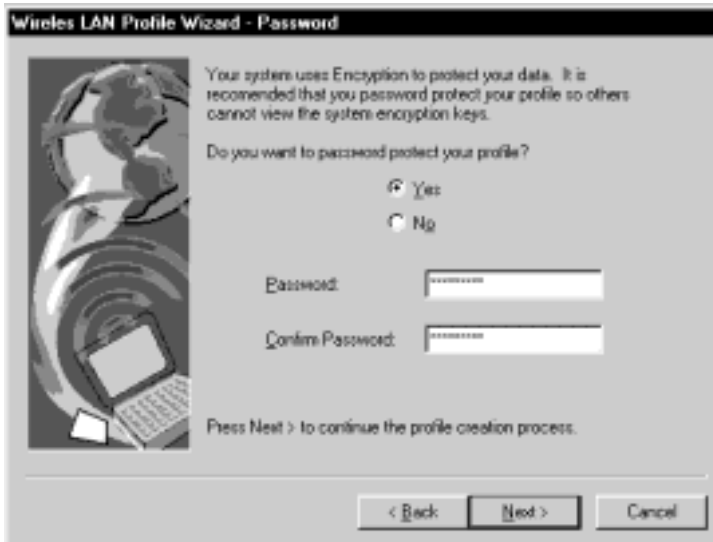 Wireles LAN Profile Wizard - Password
Your system uses Encryption to protect your data. It is
recomended that you password protect your profile so others
cannot view the system encryption keys.
Do you want to password protect your profile?
Yes
No
Password: *********
Confirm Password: *********
Press Next > to continue the profile creation process.
< Back Next > Cancel